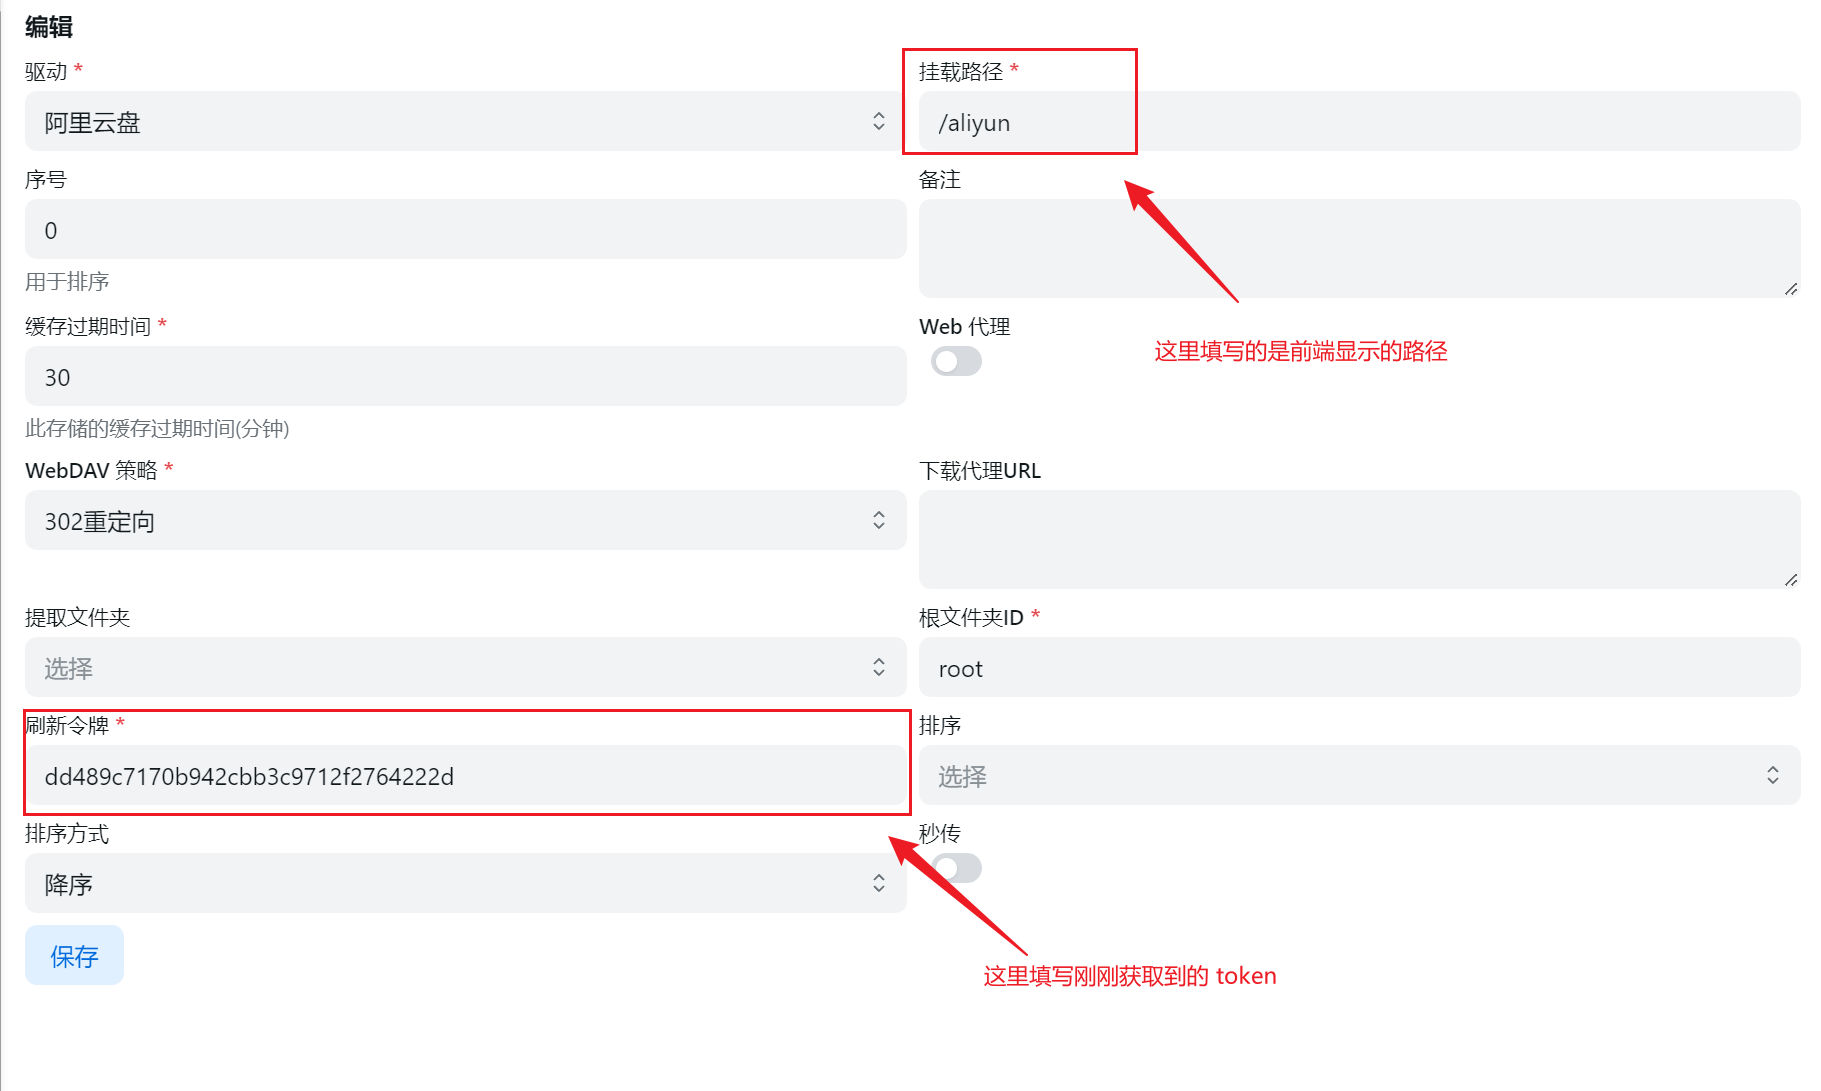 编辑
驱动 *
阿里云盘
挂载路径 *
/aliyun
序号
0
用于排序
备注
缓存过期时间 *
30
此存储的缓存过期时间(分钟)
Web 代理
这里填写的是前端显示的路径
WebDAV 策略 *
302重定向
下载代理URL
提取文件夹
选择
根文件夹ID *
root
刷新令牌 *
dd489c7170b942cbb3c9712f2764222d
排序
选择
排序方式
降序
秒传
保存
这里填写刚刚获取到的 token